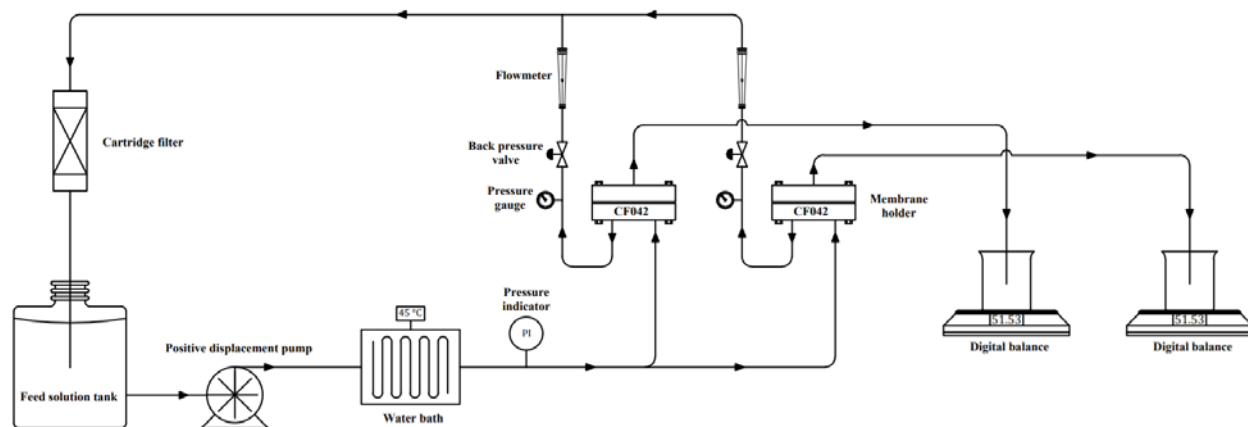 Flowmeter
Cartridge filter
Back pressure
valve
Pressure
gauge
CF042
CF042
Membrane
holder
Pressure
indicator
45 °C
PI
51.53
51.53
Positive displacement pump
Digital balance
Digital balance
Feed solution tank
Water bath